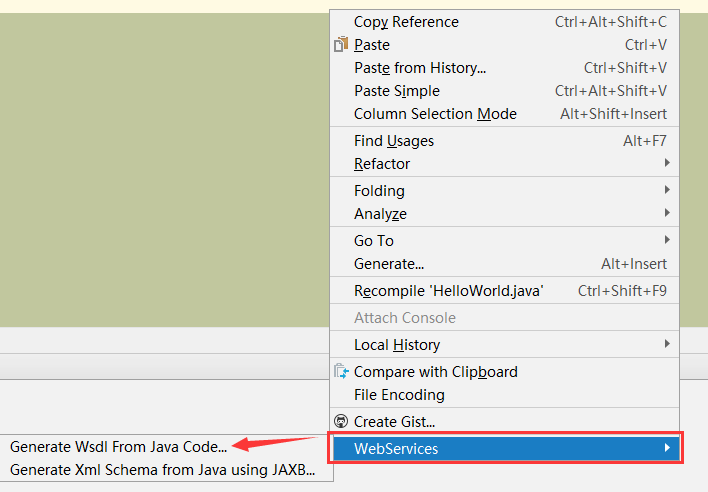 Copy Reference Ctrl+Alt+Shift+C
Paste Ctrl+V
Paste from History... Ctrl+Shift+V
Paste Simple Ctrl+Alt+Shift+V
Column Selection Mode Alt+Shift+Insert
Find Usages Alt+F7
Refactor
Folding
Analyze
Go To
Generate... Alt+Insert
Recompile 'HelloWorld.java' Ctrl+Shift+F9
Attach Console
Local History
Compare with Clipboard
File Encoding
Create Gist...
WebServices
Generate Wsdl From Java Code...
Generate Xml Schema from Java using JAXB...